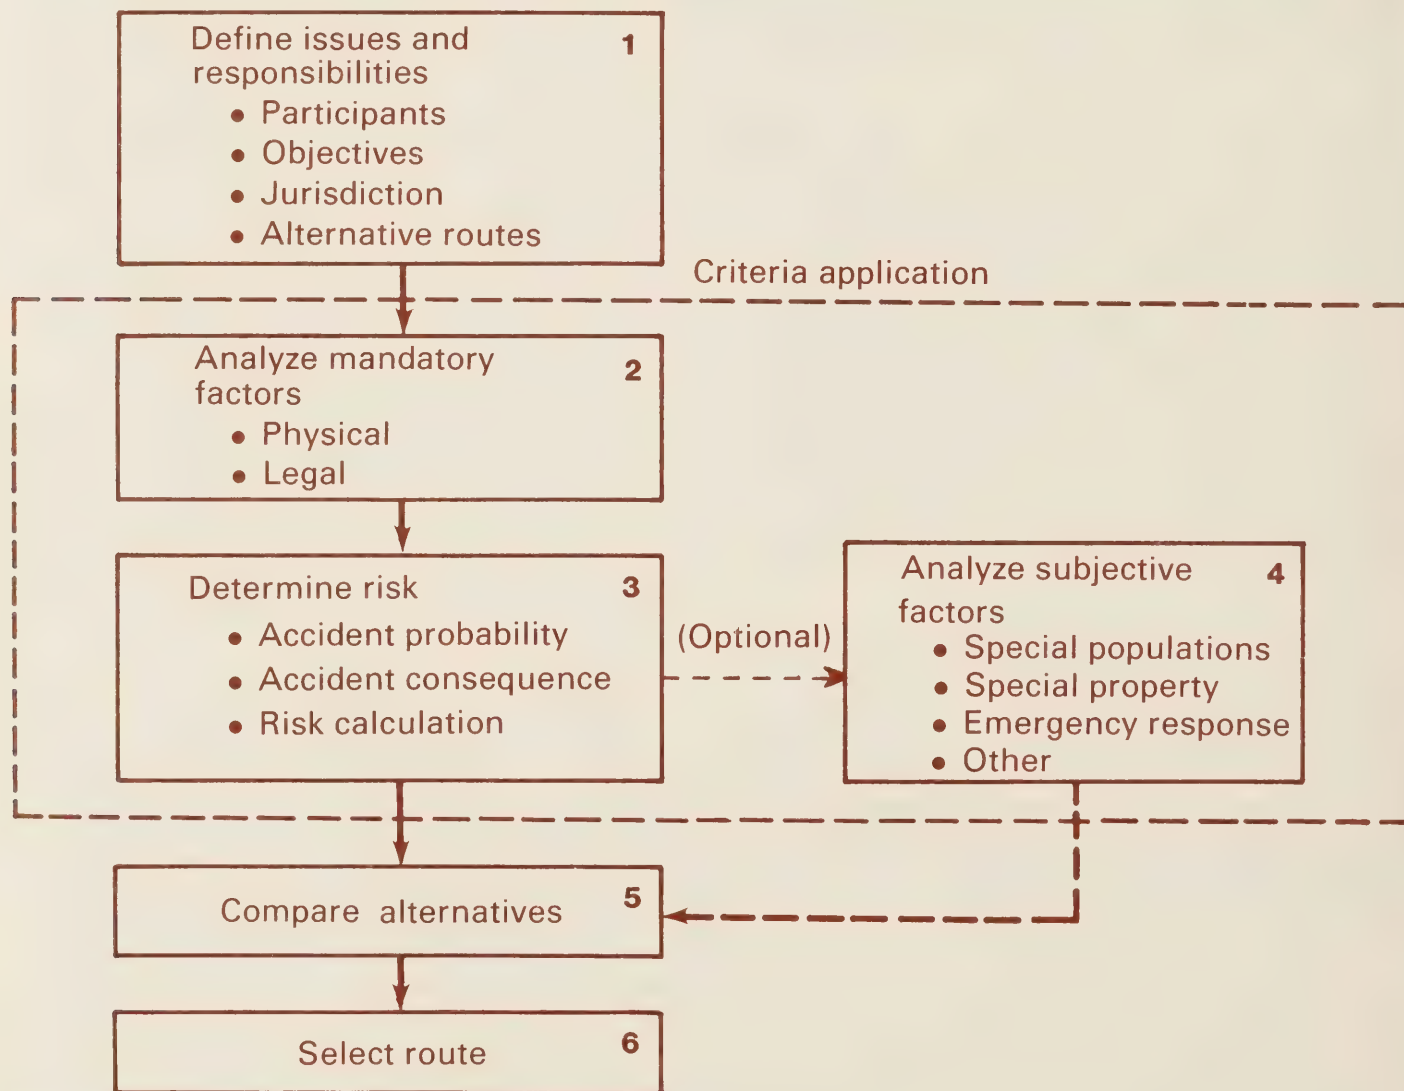 Define issues and 1
responsibilities
• Participants
• Objectives
• Jurisdiction
• Alternative routes
Criteria application
Analyze mandatory 2
factors
• Physical
• Legal
Determine risk 3
• Accident probability
• Accident consequence
• Risk calculation
(Optional)
Analyze subjective 4
factors
• Special populations
• Special property
• Emergency response
• Other
Compare alternatives 5
Select route 6